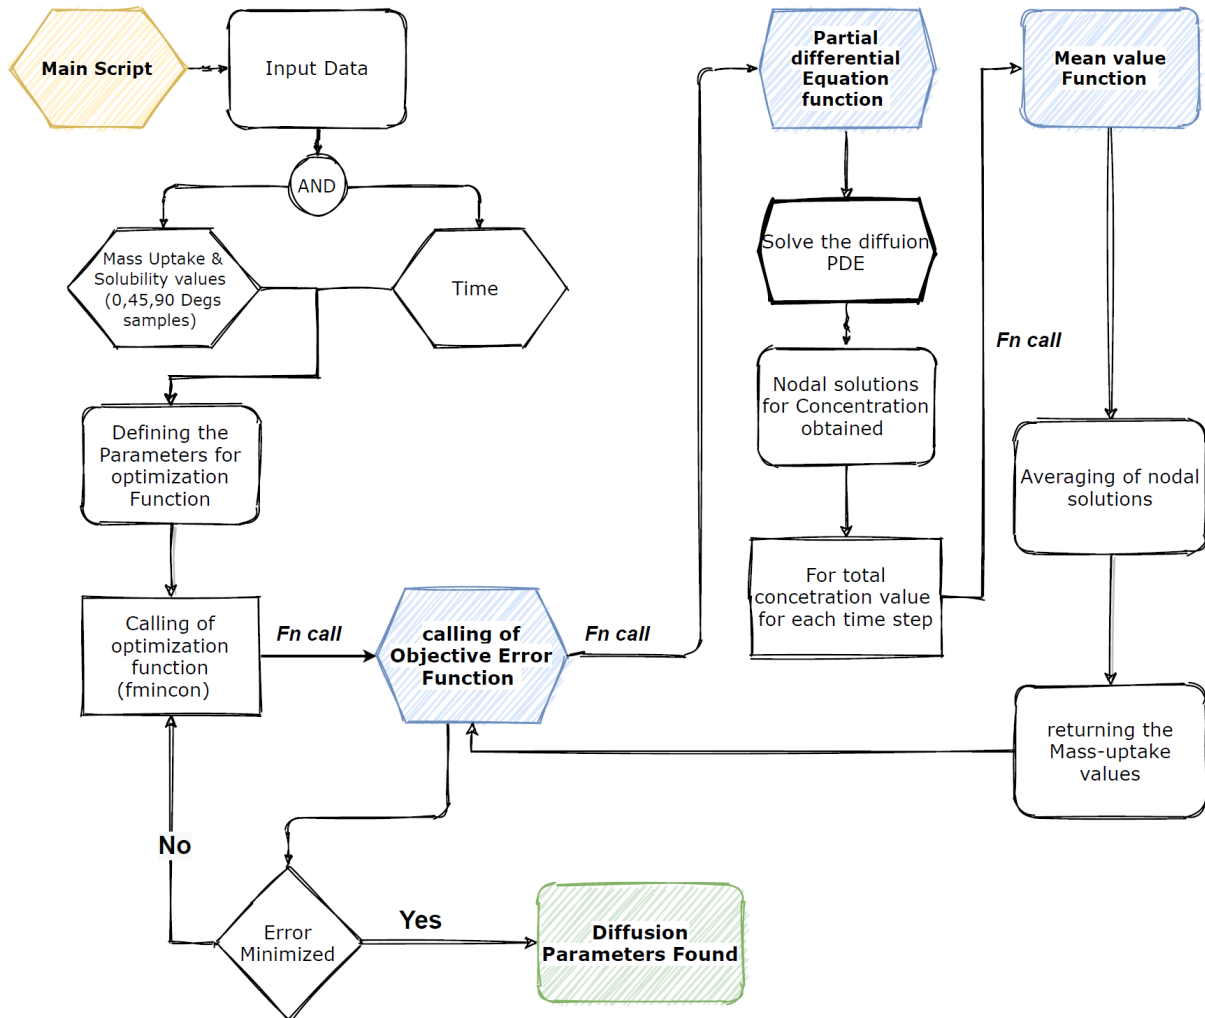 Main Script
Input Data
AND
Mass Uptake &
Solubility values
(0,45,90 Degs
samples)
Time
Defining the
Parameters for
optimization
Function
Calling of
optimization
function
(fmincon)
Fn call
calling of
Objective Error
Function
Fn call
Partial
differential
Equation
function
Solve the diffuion
PDE
Nodal solutions
for Concentration
obtained
For total
concetration value
for each time step
Fn call
Mean value
Function
Averaging of nodal
solutions
returning the
Mass-uptake
values
No
Error
Minimized
Yes
Diffusion
Parameters Found